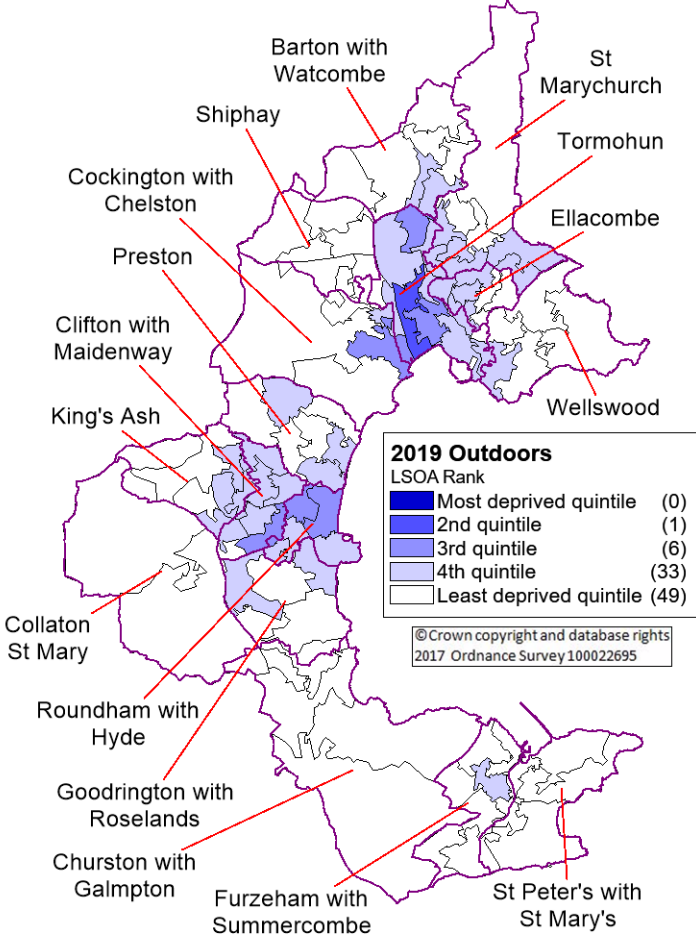 Barton with
Watcombe
St
Marychurch
Shiphay
Tormohun
Cockington with
Chelston
Ellacombe
Preston
Clifton with
Maidenway
Wellswood
King's Ash
2019 Outdoors
LSOA Rank
Most deprived quintile (0)
2nd quintile (1)
3rd quintile (6)
4th quintile (33)
Least deprived quintile (49)
©Crown copyright and database rights
2017 Ordnance Survey 100022695
Collaton
St Mary
Roundham with
Hyde
Goodrington with
Roselands
Churston with
Galmpton
Furzeham with
Summercombe
St Peter's with
St Mary's